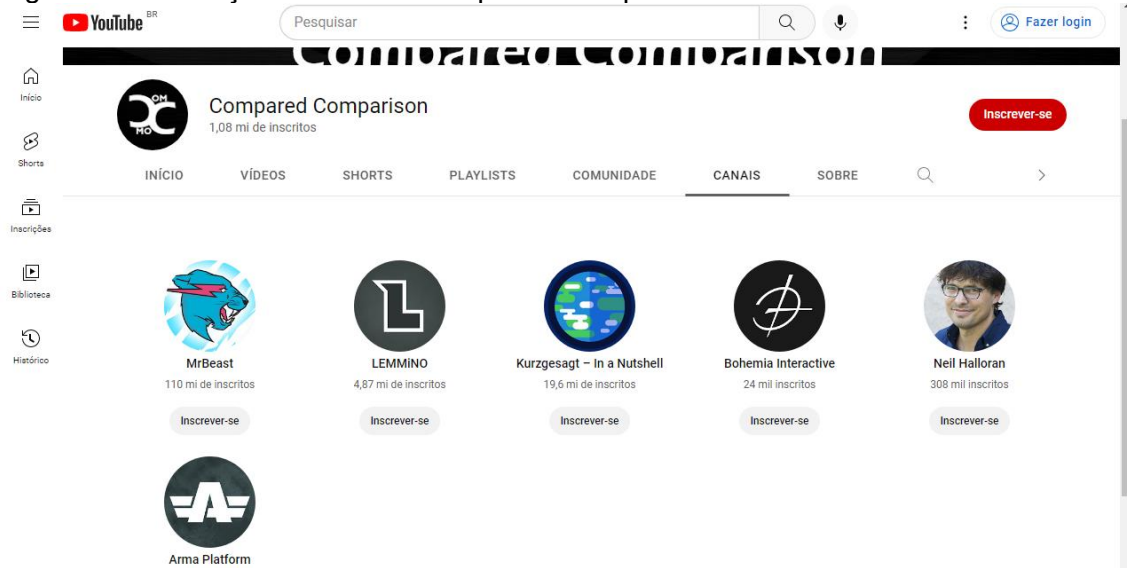 YouTube BR
Pesquisar
Fazer login
Compared Comparison
Início
Shorts
Inscrições
Biblioteca
Histórico
COM
MO
Compared Comparison
1,08 mi de inscritos
Inscrever-se
INÍCIO VÍDEOS SHORTS PLAYLISTS COMUNIDADE CANAIS SOBRE
MrBeast LEMMiNO Kurzgesagt – In a Nutshell Bohemia Interactive Neil Halloran
110 mi de inscritos 4,87 mi de inscritos 19,6 mi de inscritos 24 mil inscritos 308 mil inscritos
Inscrever-se Inscrever-se Inscrever-se Inscrever-se Inscrever-se
Arma Platform